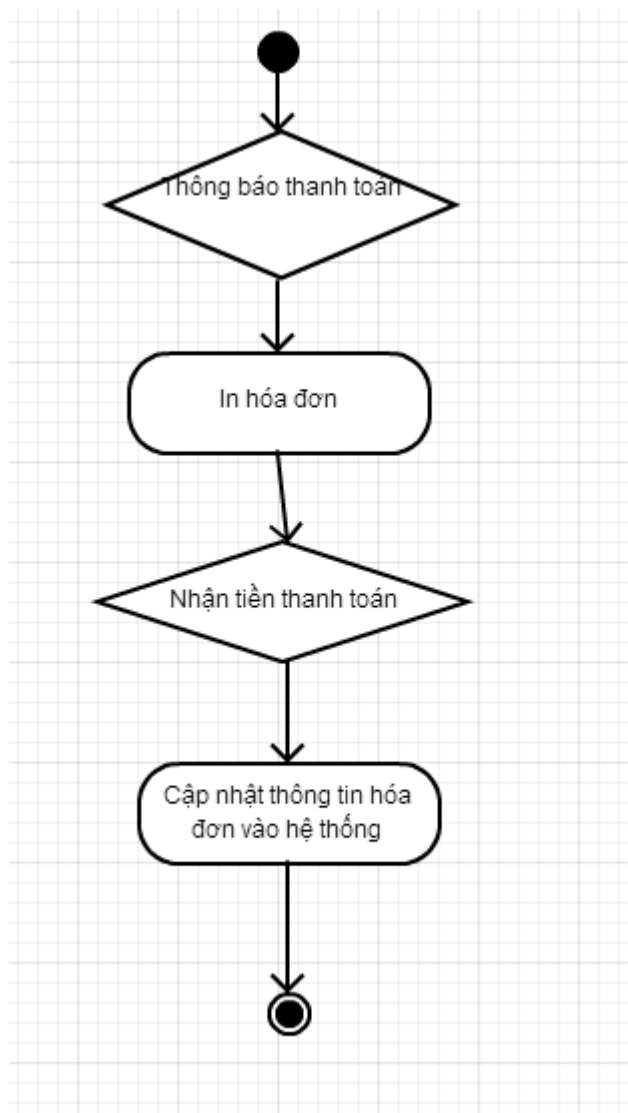 Thông báo thanh toán
In hóa đơn
Nhận tiền thanh toán
Cập nhật thông tin hóa
đơn vào hệ thống